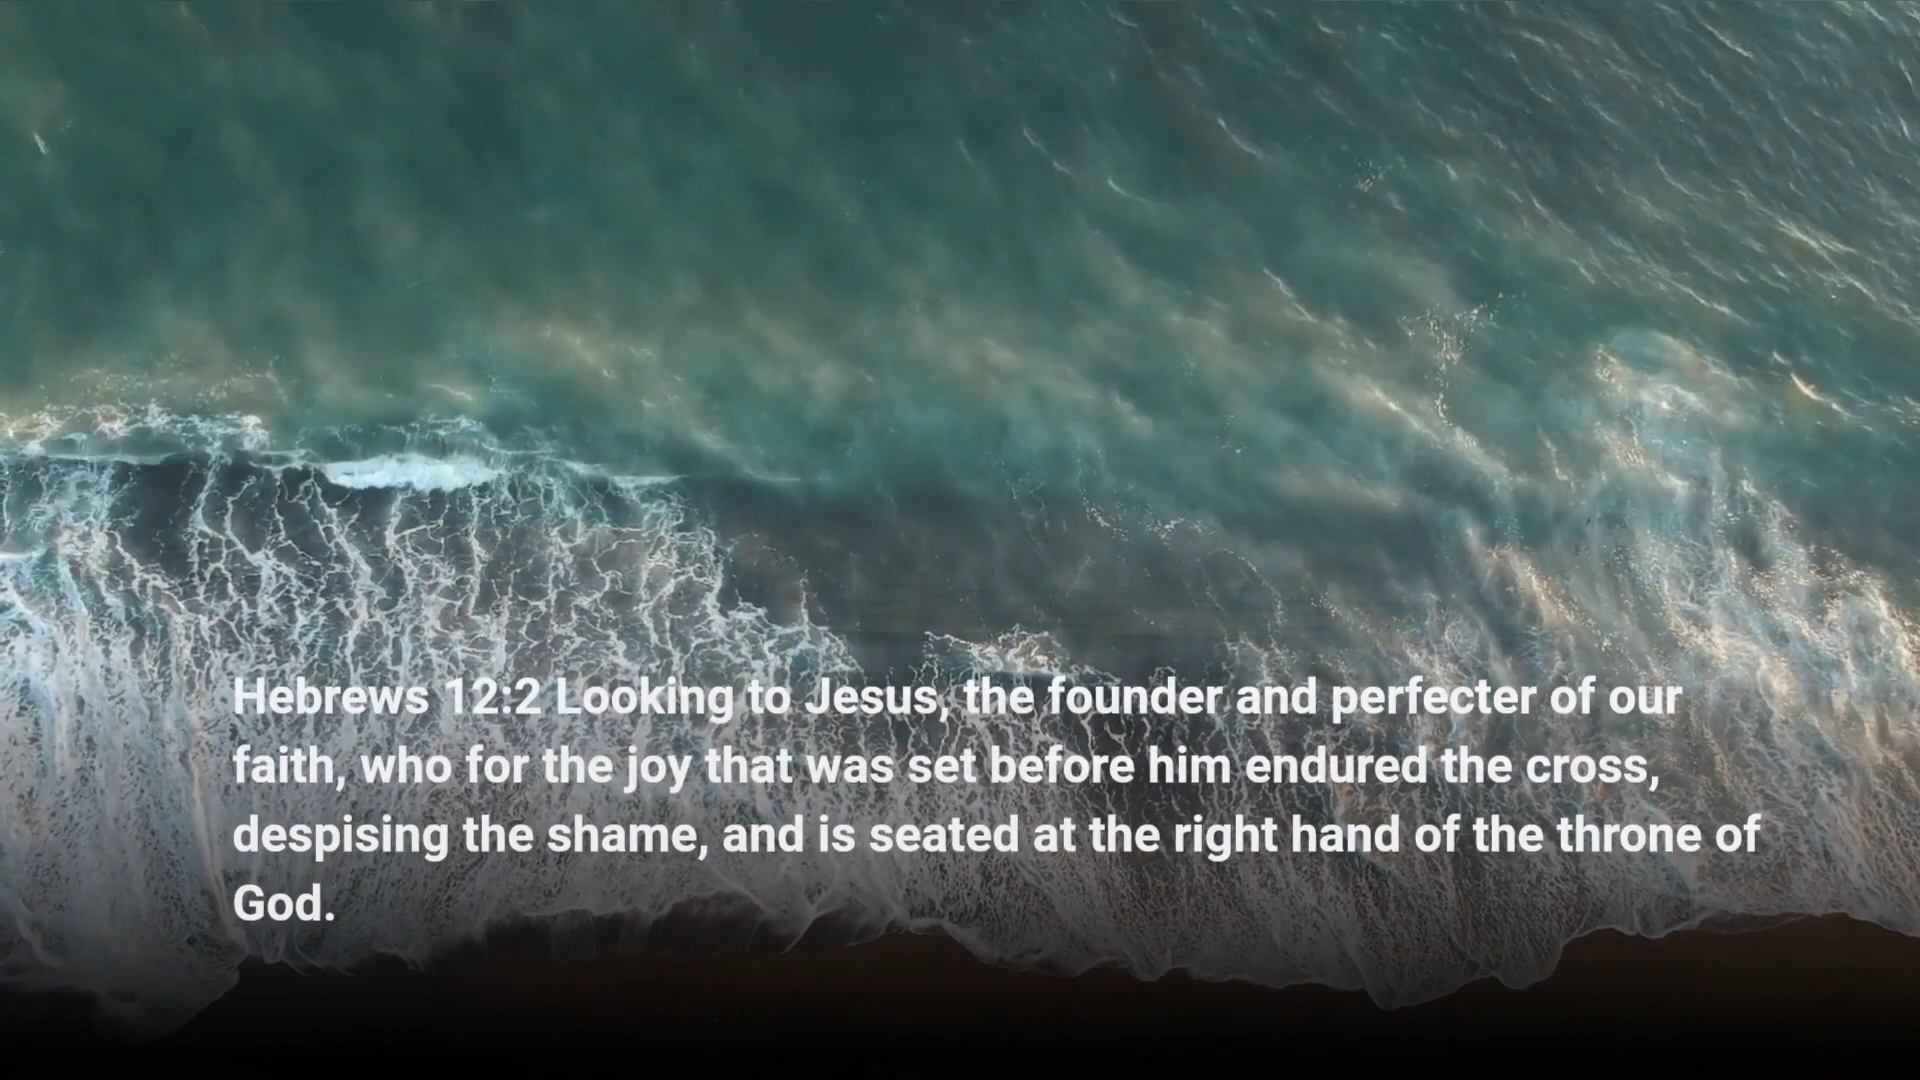 Hebrews 12:2 Looking to Jesus, the founder and perfecter of our
faith, who for the joy that was set before him endured the cross,
despising the shame, and is seated at the right hand of the throne of
God.